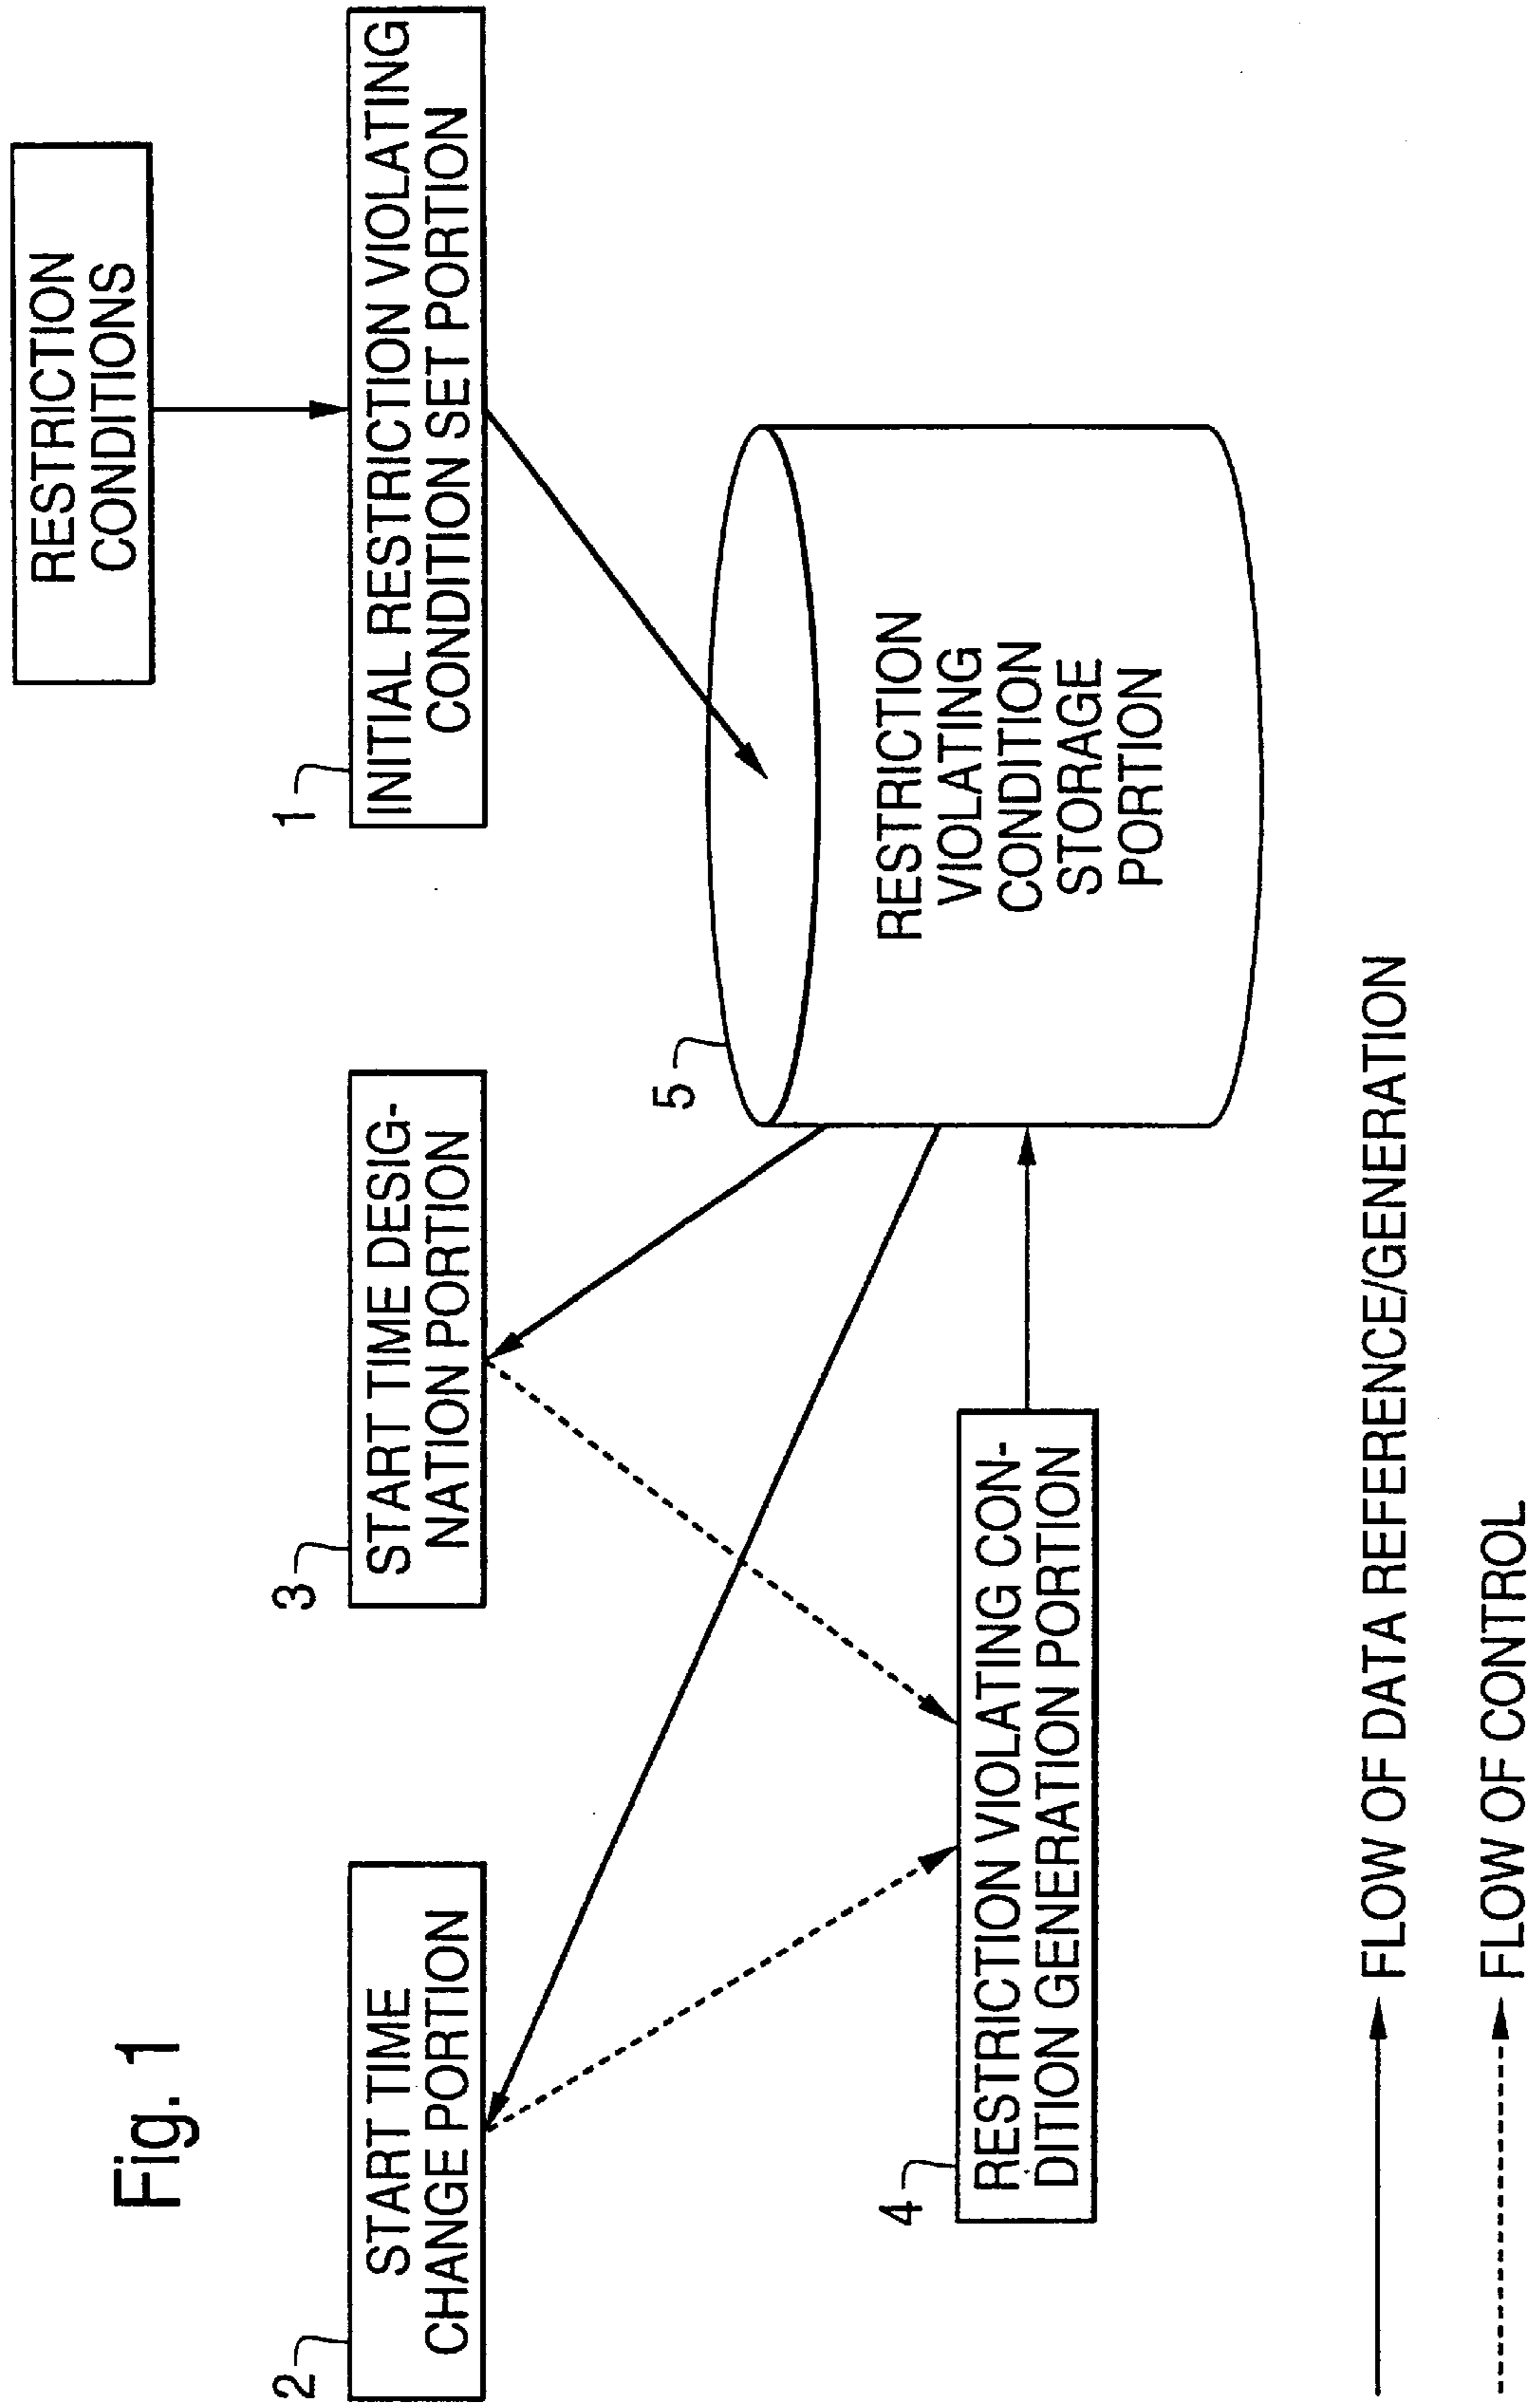 Fig. 1
RESTRICTION
CONDITIONS
2
START TIME
CHANGE PORTION
3
START TIME DESIG-
NATION PORTION
1
INITIAL RESTRICTION VIOLATING
CONDITION SET PORTION
4
RESTRICTION VIOLATING CON-
DITION GENERATION PORTION
5
RESTRICTION
VIOLATING
CONDITION
STORAGE
PORTION
FLOW OF DATA REFERENCE/GENERATION
FLOW OF CONTROL